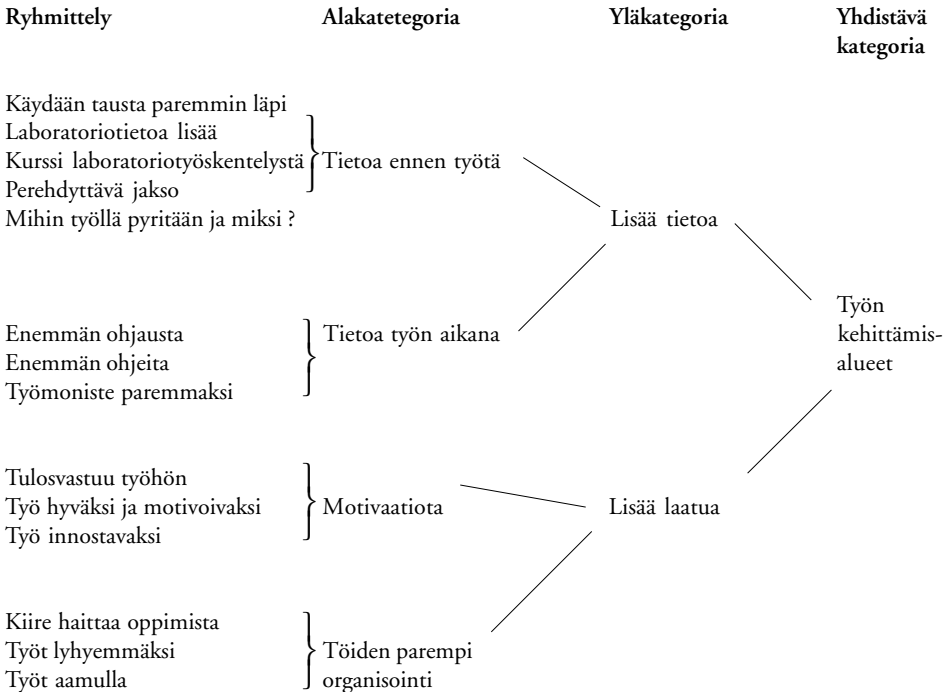 Ryhmittely Alakatetegoria Yläkategoria Yhdistävä
kategoria
Käydään tausta paremmin läpi
Laboratoriotietoa lisää
Kurssi laboratoriotyöskentelystä Tietoa ennen työtä
Perehdyttävä jakso
Mihin työllä pyritään ja miksi ? Lisää tietoa
Työn
Enemmän ohjausta Tietoa työn aikana kehittämis-
Enemmän ohjeita alueet
Työmoniste paremmaksi
Tulosvastuu työhön
Työ hyväksi ja motivoivaksi Motivaatiota Lisää laatua
Työ innostavaksi
Kiire haittaa oppimista
Työt lyhyemmäksi Töiden parempi
Työt aamulla organisointi